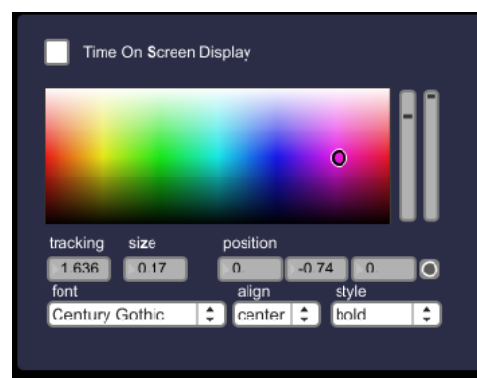 Time On Screen Display
tracking size position
1.636 0.17 0. -0.74 0.
font align style
Century Gothic center bold